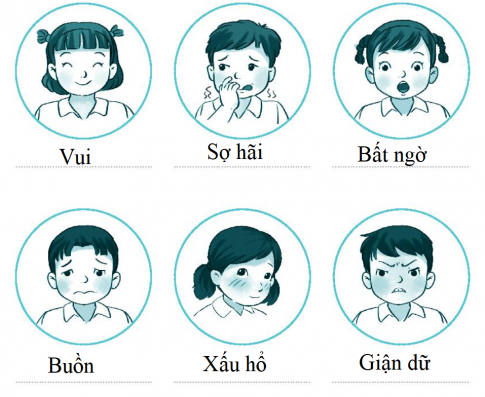 Vui
Sợ hãi
Bất ngờ
Buồn
Xấu hổ
Giận dữ